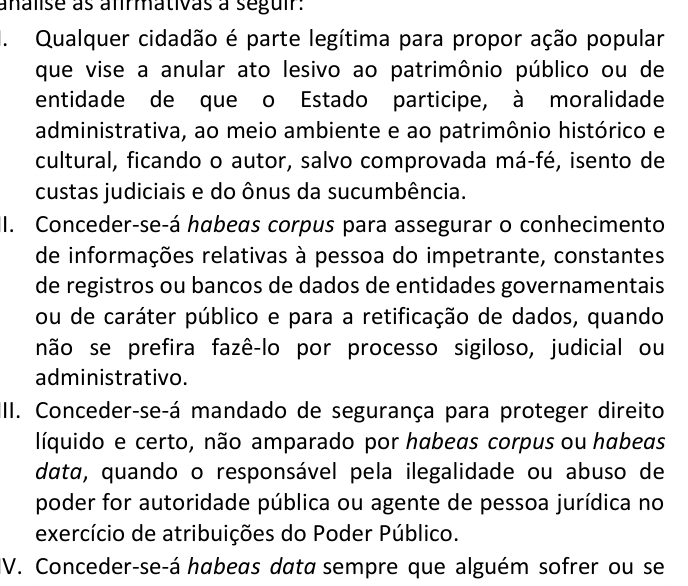 analise as afirmativas a seguir:
I. Qualquer cidadão é parte legítima para propor ação popular
que vise a anular ato lesivo ao patrimônio público ou de
entidade de que o Estado participe, à moralidade
administrativa, ao meio ambiente e ao patrimônio histórico e
cultural, ficando o autor, salvo comprovada má-fé, isento de
custas judiciais e do ônus da sucumbência.
II. Conceder-se-á habeas corpus para assegurar o conhecimento
de informações relativas à pessoa do impetrante, constantes
de registros ou bancos de dados de entidades governamentais
ou de caráter público e para a retificação de dados, quando
não se prefira fazê-lo por processo sigiloso, judicial ou
administrativo.
III. Conceder-se-á mandado de segurança para proteger direito
líquido e certo, não amparado por habeas corpus ou habeas
data, quando o responsável pela ilegalidade ou abuso de
poder for autoridade pública ou agente de pessoa jurídica no
exercício de atribuições do Poder Público.
IV. Conceder-se-á habeas data sempre que alguém sofrer ou se